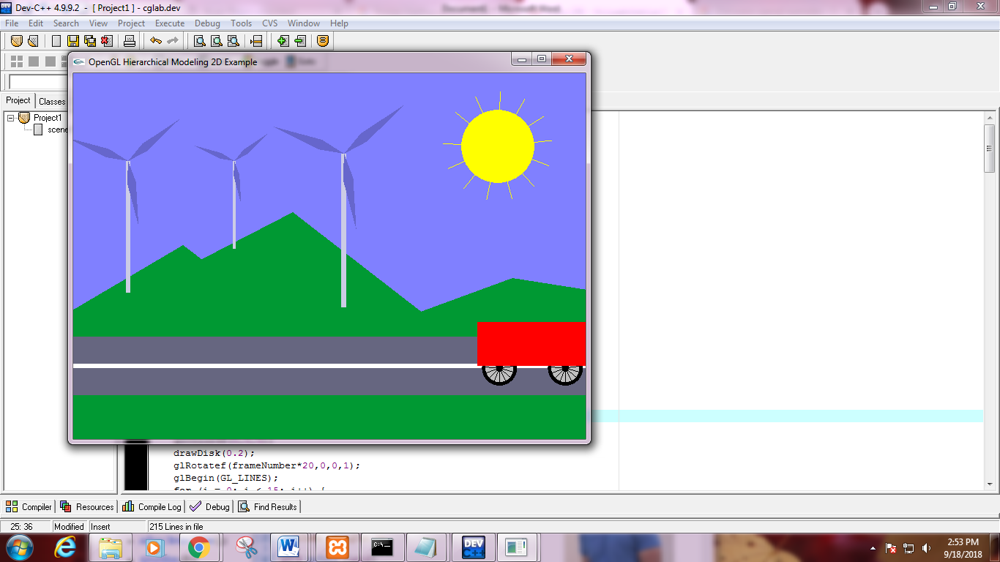 Dev-C++ 4.9.9.2 - [ Project1 ] - cglab.dev
File Edit Search View Project Execute Debug Tools CVS Window Help
OpenGL Hierarchical Modeling 2D Example
Project Classes
Project1
scene
drawDisk(0.2);
glRotatef(frameNumber*20,0,0,1);
glBegin(GL_LINES);
for (i = 0; i < 15; i++) {
Compiler Resources Compile Log Debug Find Results
25: 36 Modified Insert 215 Lines in file
2:53 PM
9/18/2018